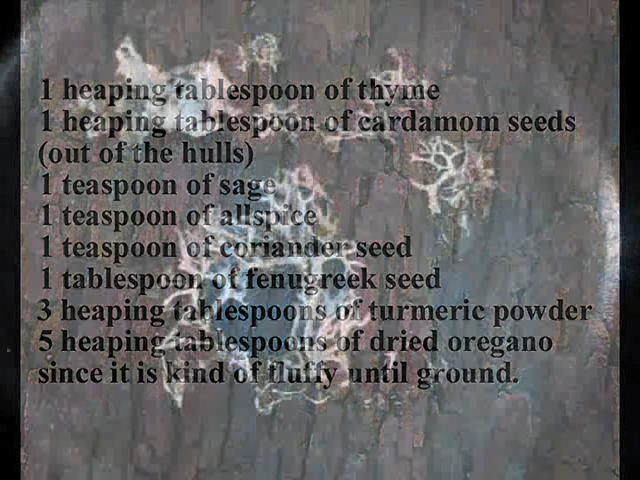 1 heaping tablespoon of thyme
1 heaping tablespoon of cardamom seeds
(out of the hulls)
1 teaspoon of sage
1 teaspoon of allspice
1 teaspoon of coriander seed
1 tablespoon of fenugreek seed
3 heaping tablespoons of turmeric powder
5 heaping tablespoons of dried oregano
since it is kind of fluffy until ground.